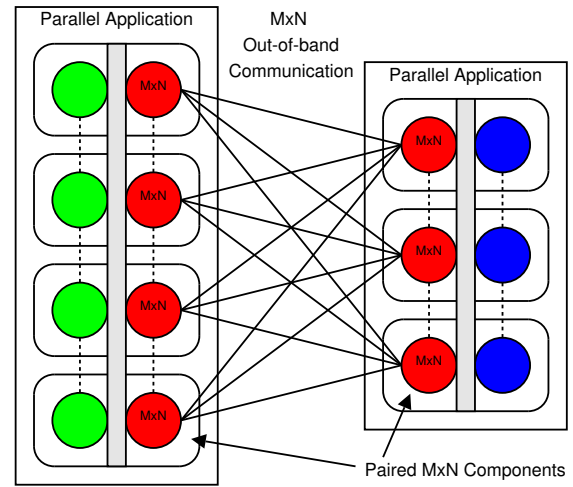 Parallel Application
MxN
Out-of-band
Communication
Parallel Application
MxN
MxN
MxN
MxN
MxN
MxN
MxN
Paired MxN Components